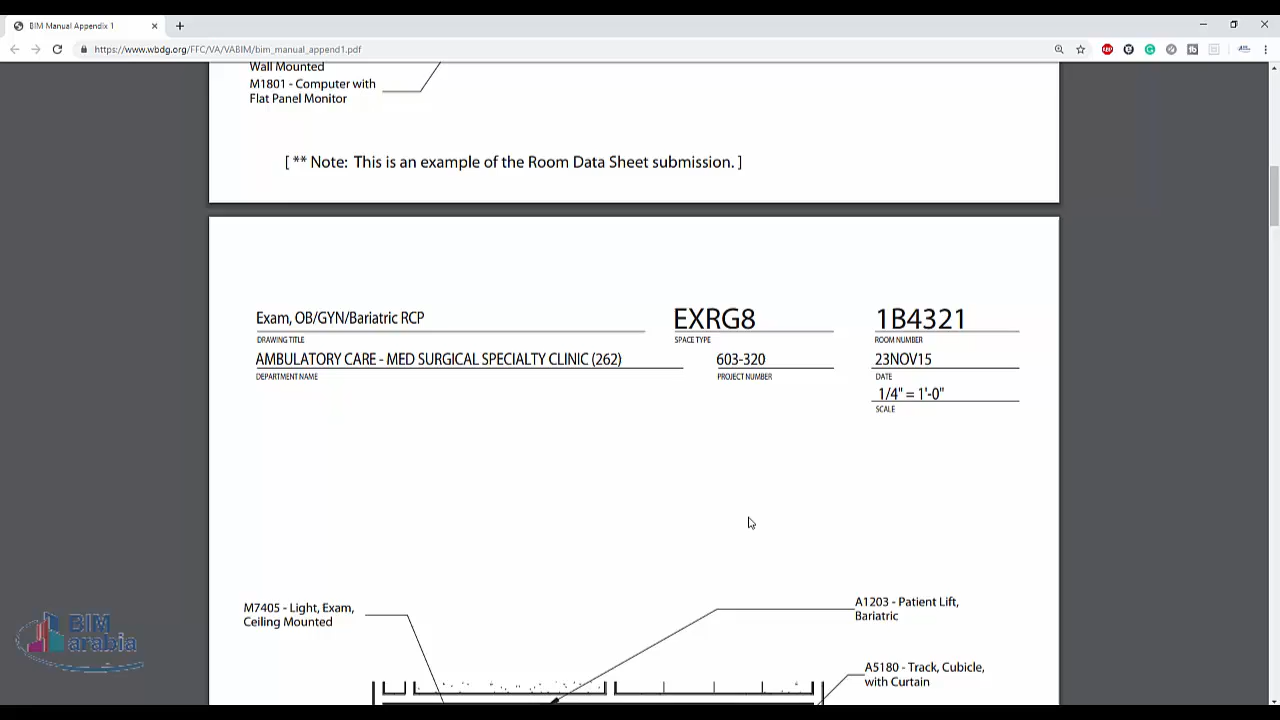 BIM Manual Appendix 1
https://www.wbdg.org/FFC/VA/VABIM/bim_manual_append1.pdf
Wall Mounted
M1801 - Computer with
Flat Panel Monitor
[ ** Note: This is an example of the Room Data Sheet submission. ]
Exam, OB/GYN/Bariatric RCP
DRAWING TITLE
EXRG8
SPACE TYPE
1B4321
ROOM NUMBER
AMBULATORY CARE - MED SURGICAL SPECIALTY CLINIC (262)
DEPARTMENT NAME
603-320
PROJECT NUMBER
23NOV15
DATE
1/4" = 1'-0"
SCALE
M7405 - Light, Exam,
Ceiling Mounted
A1203 - Patient Lift,
Bariatric
A5180 - Track, Cubicle,
with Curtain
BIM
arabia